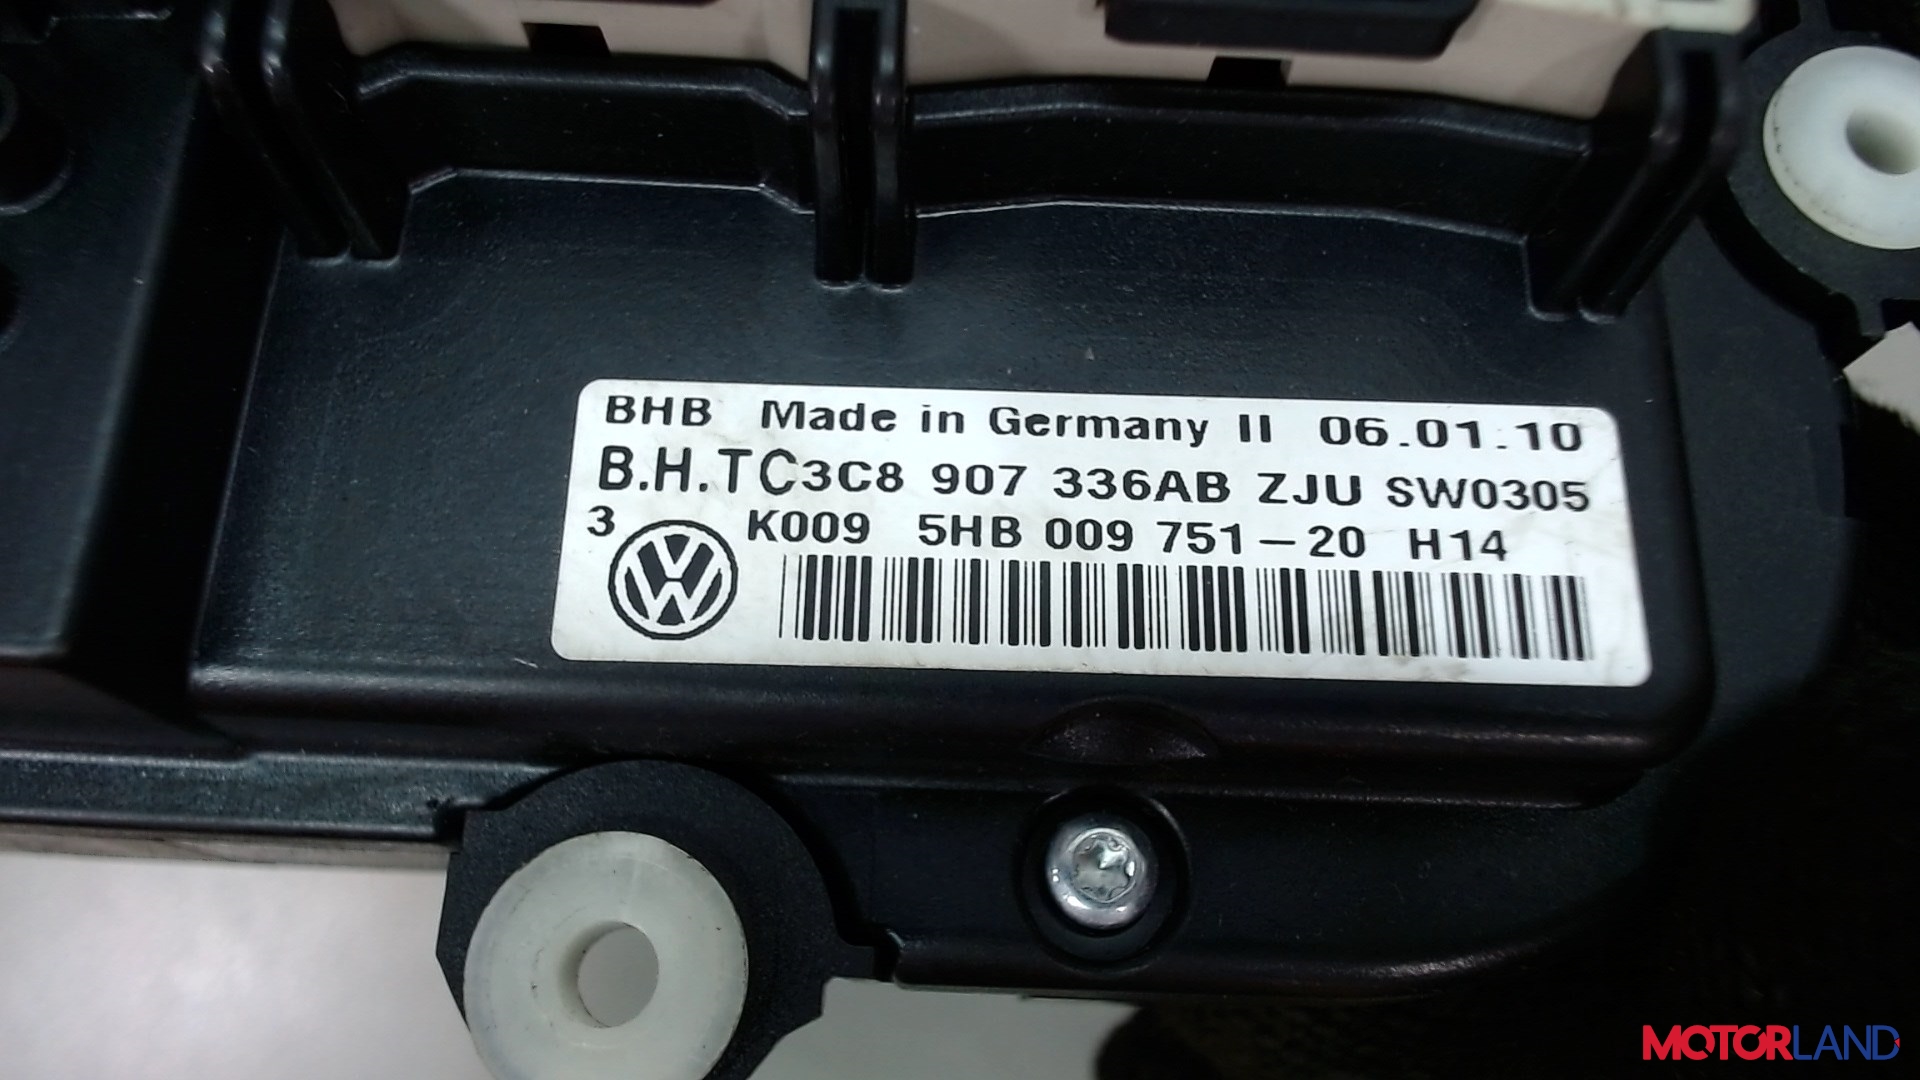 BHB Made in Germany II 06.01.10
B.H.TC3C8 907 336AB ZJU SW0305
3 K009 5HB 009 751-20 H14
MOTORLAND